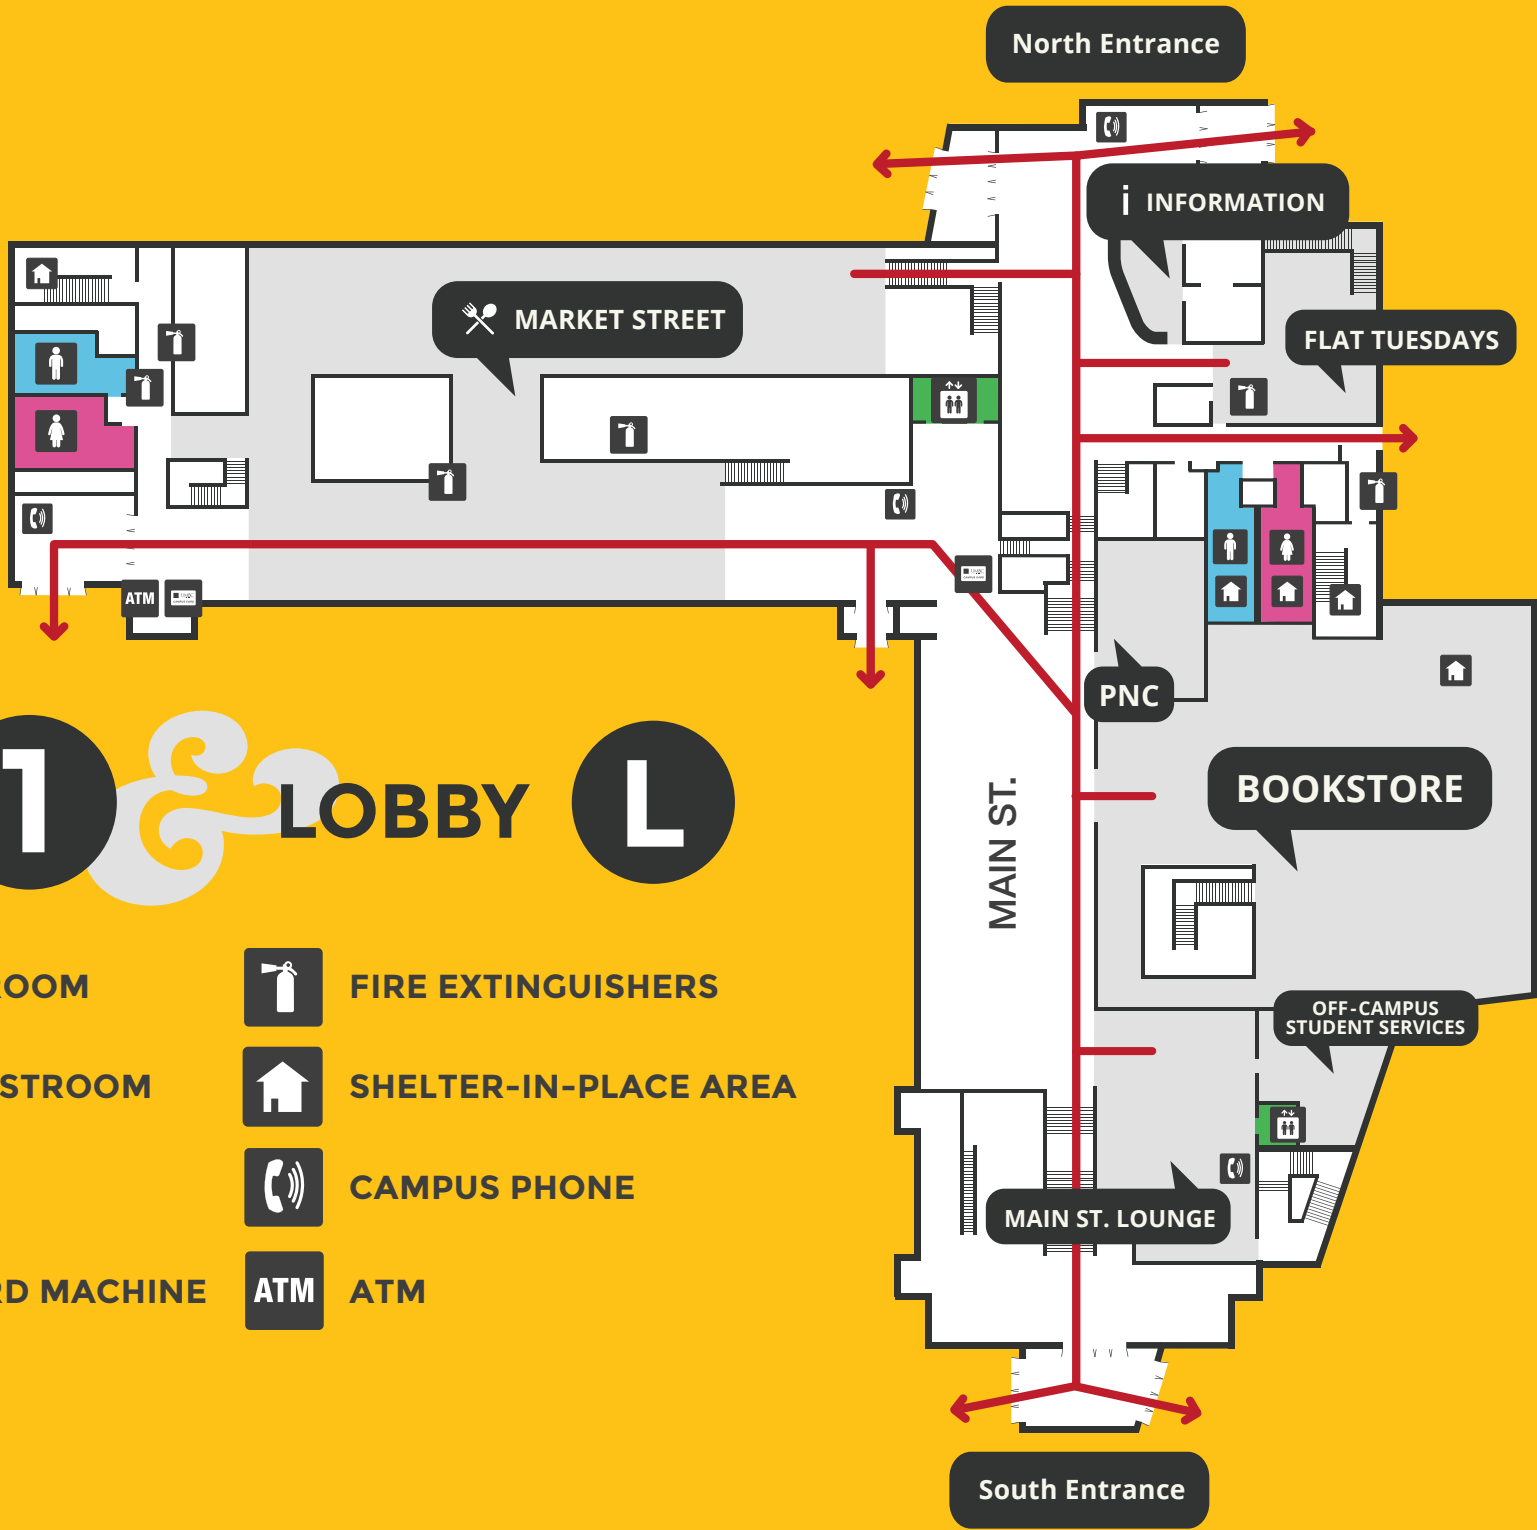 North Entrance
i INFORMATION
MARKET STREET
FLAT TUESDAYS
ATM
PNC
1 & LOBBY L
BOOKSTORE
MAIN ST.
OOM
FIRE EXTINGUISHERS
OFF-CAMPUS
STUDENT SERVICES
STROOM
SHELTER-IN-PLACE AREA
CAMPUS PHONE
MAIN ST. LOUNGE
RD MACHINE
ATM ATM
South Entrance